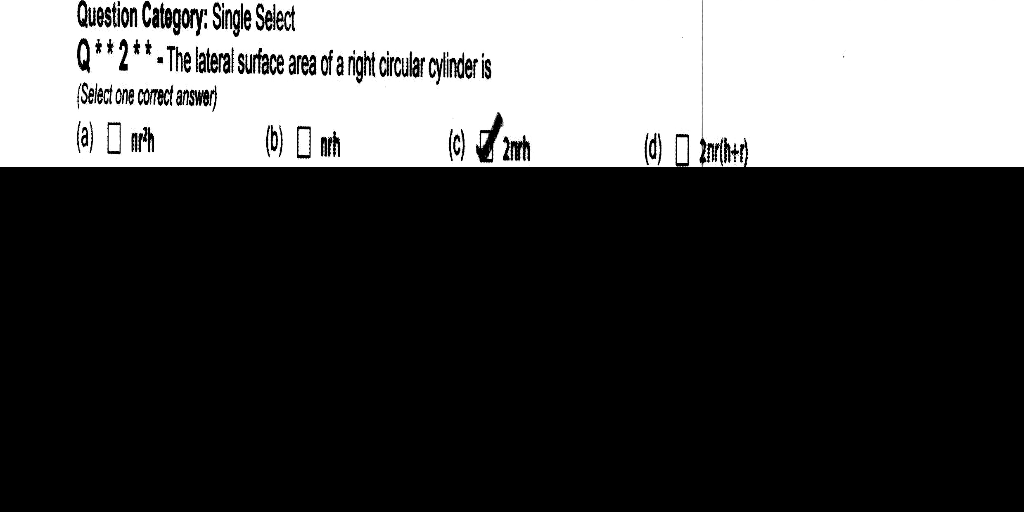 Question Category: Single Select
Q**2** - The lateral surface area of a right circular cylinder is
(Select one correct answer)
(a) ☐ πr²h (b) ☐ πrh (c) ☑ 2πrh (d) ☐ 2πr(h+r)